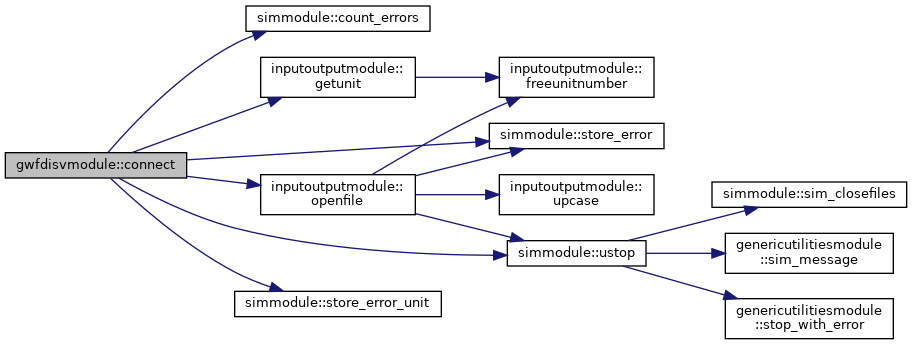 simmodule::count_errors
inputoutputmodule::
getunit
inputoutputmodule::
freeunitnumber
simmodule::store_error
gwfdisvmodule::connect
inputoutputmodule::
openfile
inputoutputmodule::
upcase
simmodule::sim_closefiles
simmodule::ustop
genericutilitiesmodule
::sim_message
simmodule::store_error_unit
genericutilitiesmodule
::stop_with_error